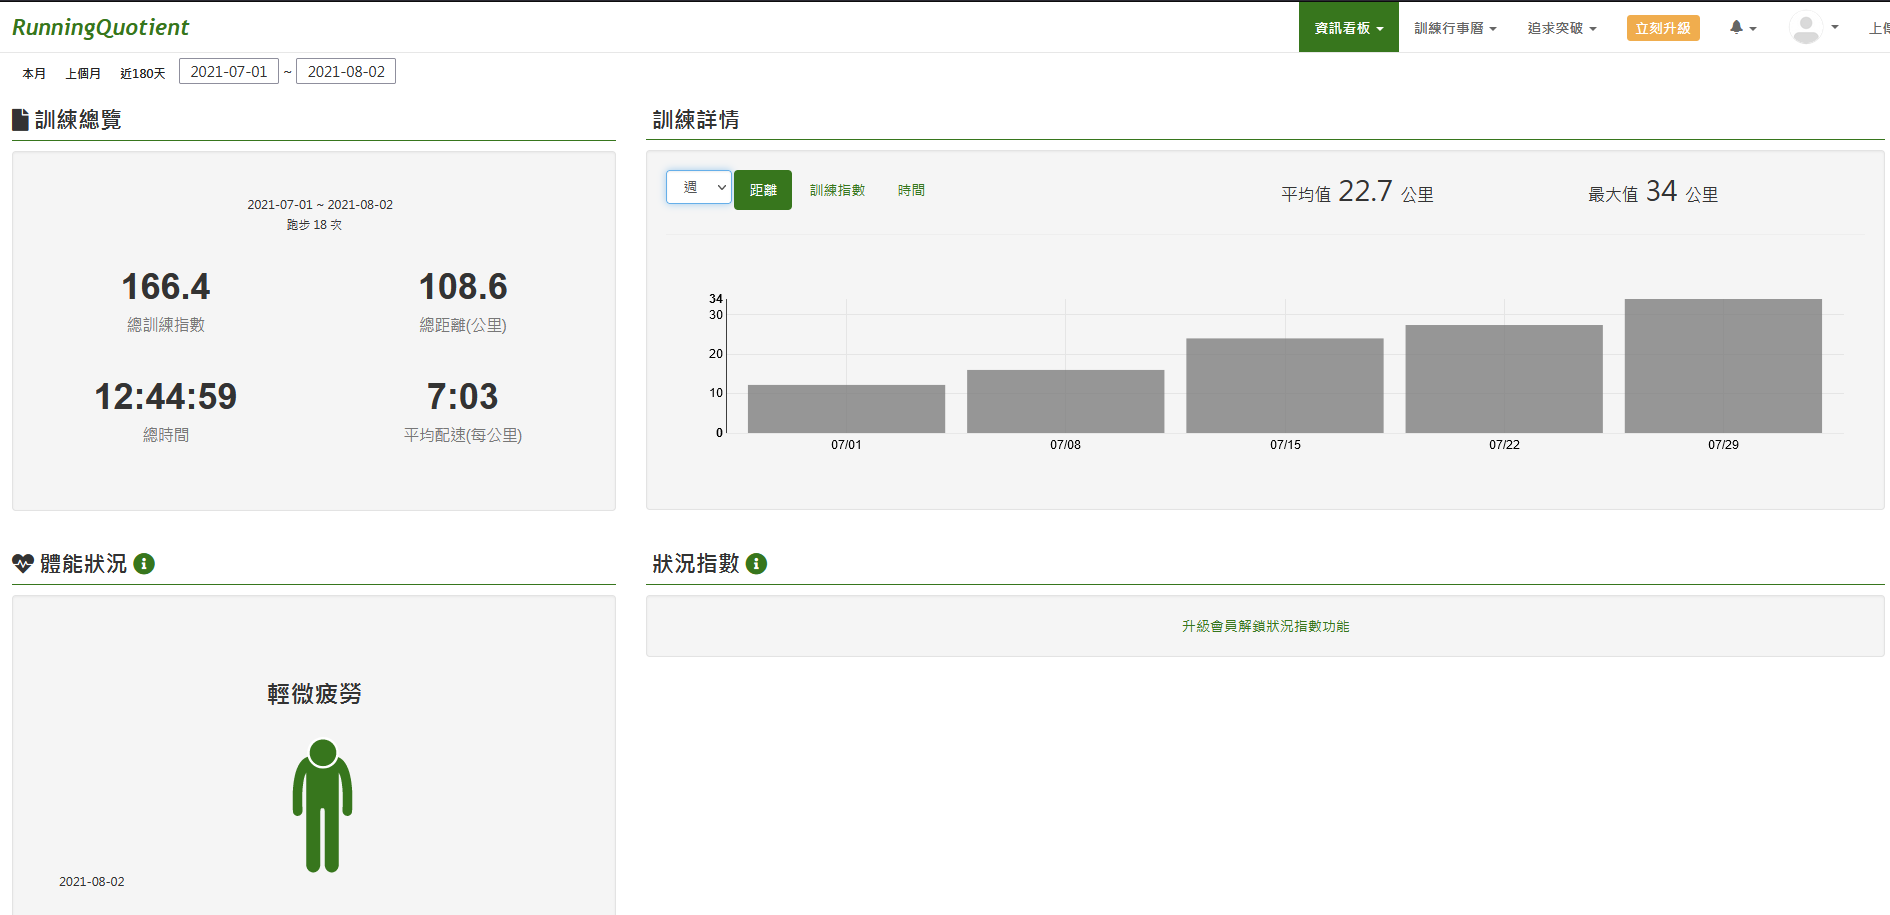 RunningQuotient
資訊看板
訓練行事曆
追求突破
立刻升級
本月
上個月
近180天
2021-07-01 ~ 2021-08-02
訓練總覽
2021-07-01 ~ 2021-08-02
跑步 18 次
166.4
108.6
總訓練指數
總距離(公里)
12:44:59
7:03
總時間
平均配速(每公里)
訓練詳情
週
距離
訓練指數
時間
平均值 22.7 公里
最大值 34 公里
34
30
20
10
0
07/01
07/08
07/15
07/22
07/29
體能狀況
輕微疲勞
2021-08-02
狀況指數
升級會員解鎖狀況指數功能